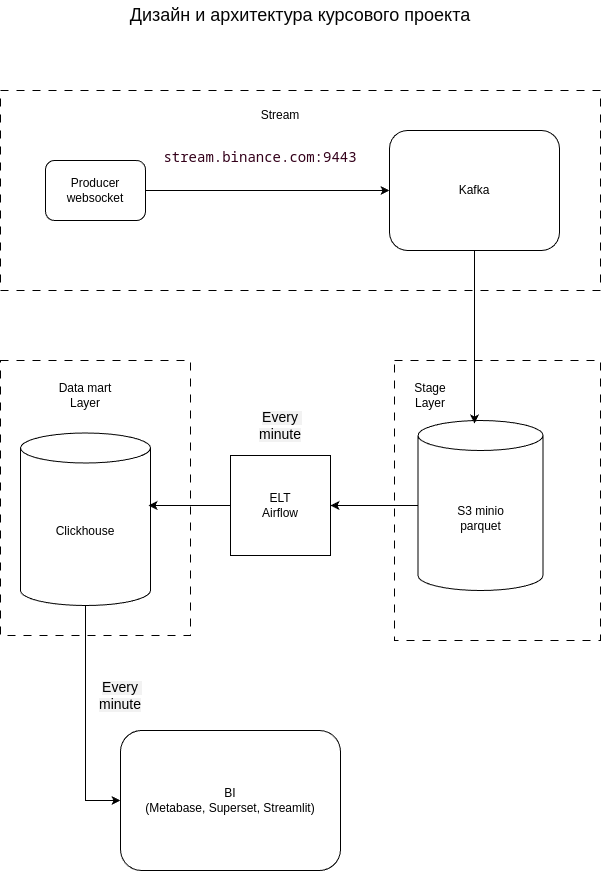 Дизайн и архитектура курсового проекта
Stream
stream.binance.com:9443
Producer
websocket
Kafka
Data mart
Layer
Stage
Layer
Every
minute
Clickhouse
ELT
Airflow
S3 minio
parquet
Every
minute
BI
(Metabase, Superset, Streamlit)